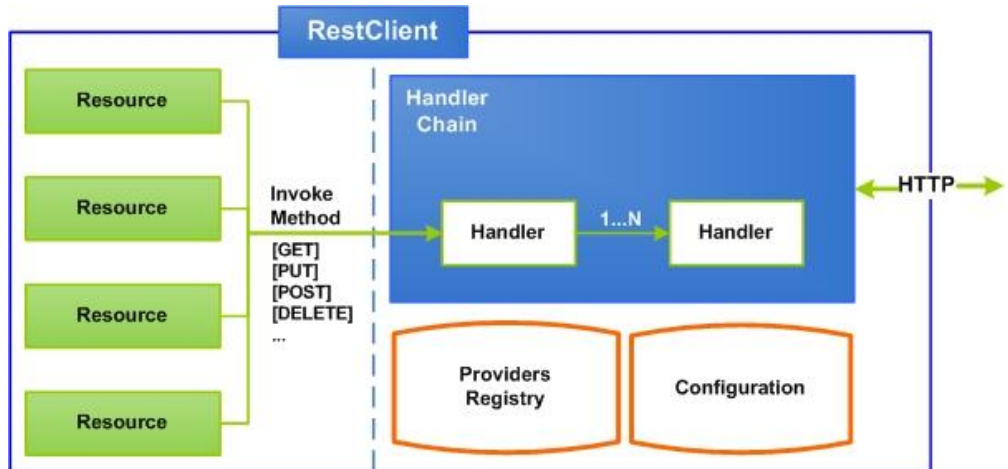 RestClient
Resource
Resource
Resource
Resource
Invoke
Method
[GET]
[PUT]
[POST]
[DELETE]
...
Handler
Chain
Handler
1...N
Handler
HTTP
Providers
Registry
Configuration